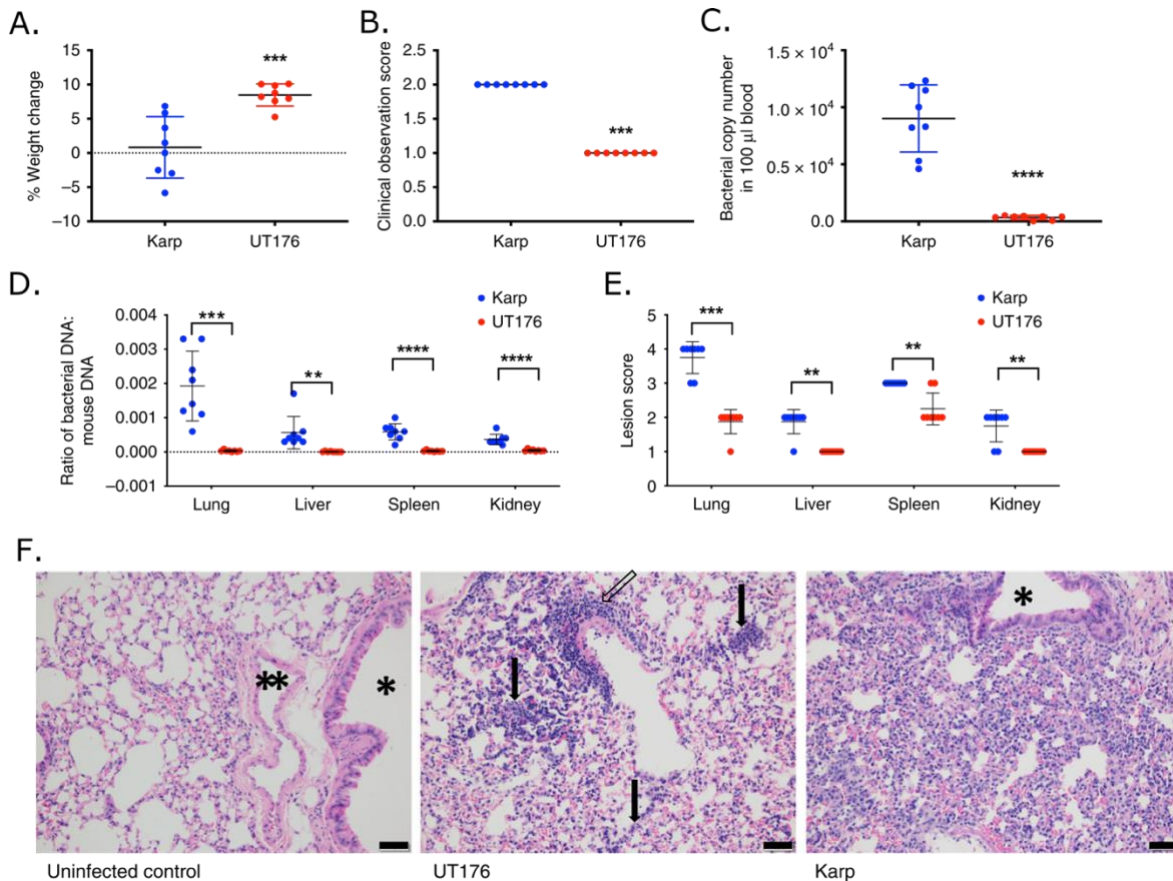 A.
% Weight change
15
10
5
0
−5
−10
***
Karp
UT176
B.
Clinical observation score
2.5
2.0
1.5
1.0
0.5
0.0
***
Karp
UT176
C.
Bacterial copy number
in 100 µl blood
1.5 × 10⁴
1.0 × 10⁴
5.0 × 10⁴
0.0
****
Karp
UT176
D.
Ratio of bacterial DNA:
mouse DNA
0.004
0.003
0.002
0.001
0.000
−0.001
***
**
****
****
Karp
UT176
Lung
Liver
Spleen
Kidney
E.
Lesion score
5
4
3
2
1
0
***
**
**
**
Karp
UT176
Lung
Liver
Spleen
Kidney
F.
**
*
*
Uninfected control
UT176
Karp